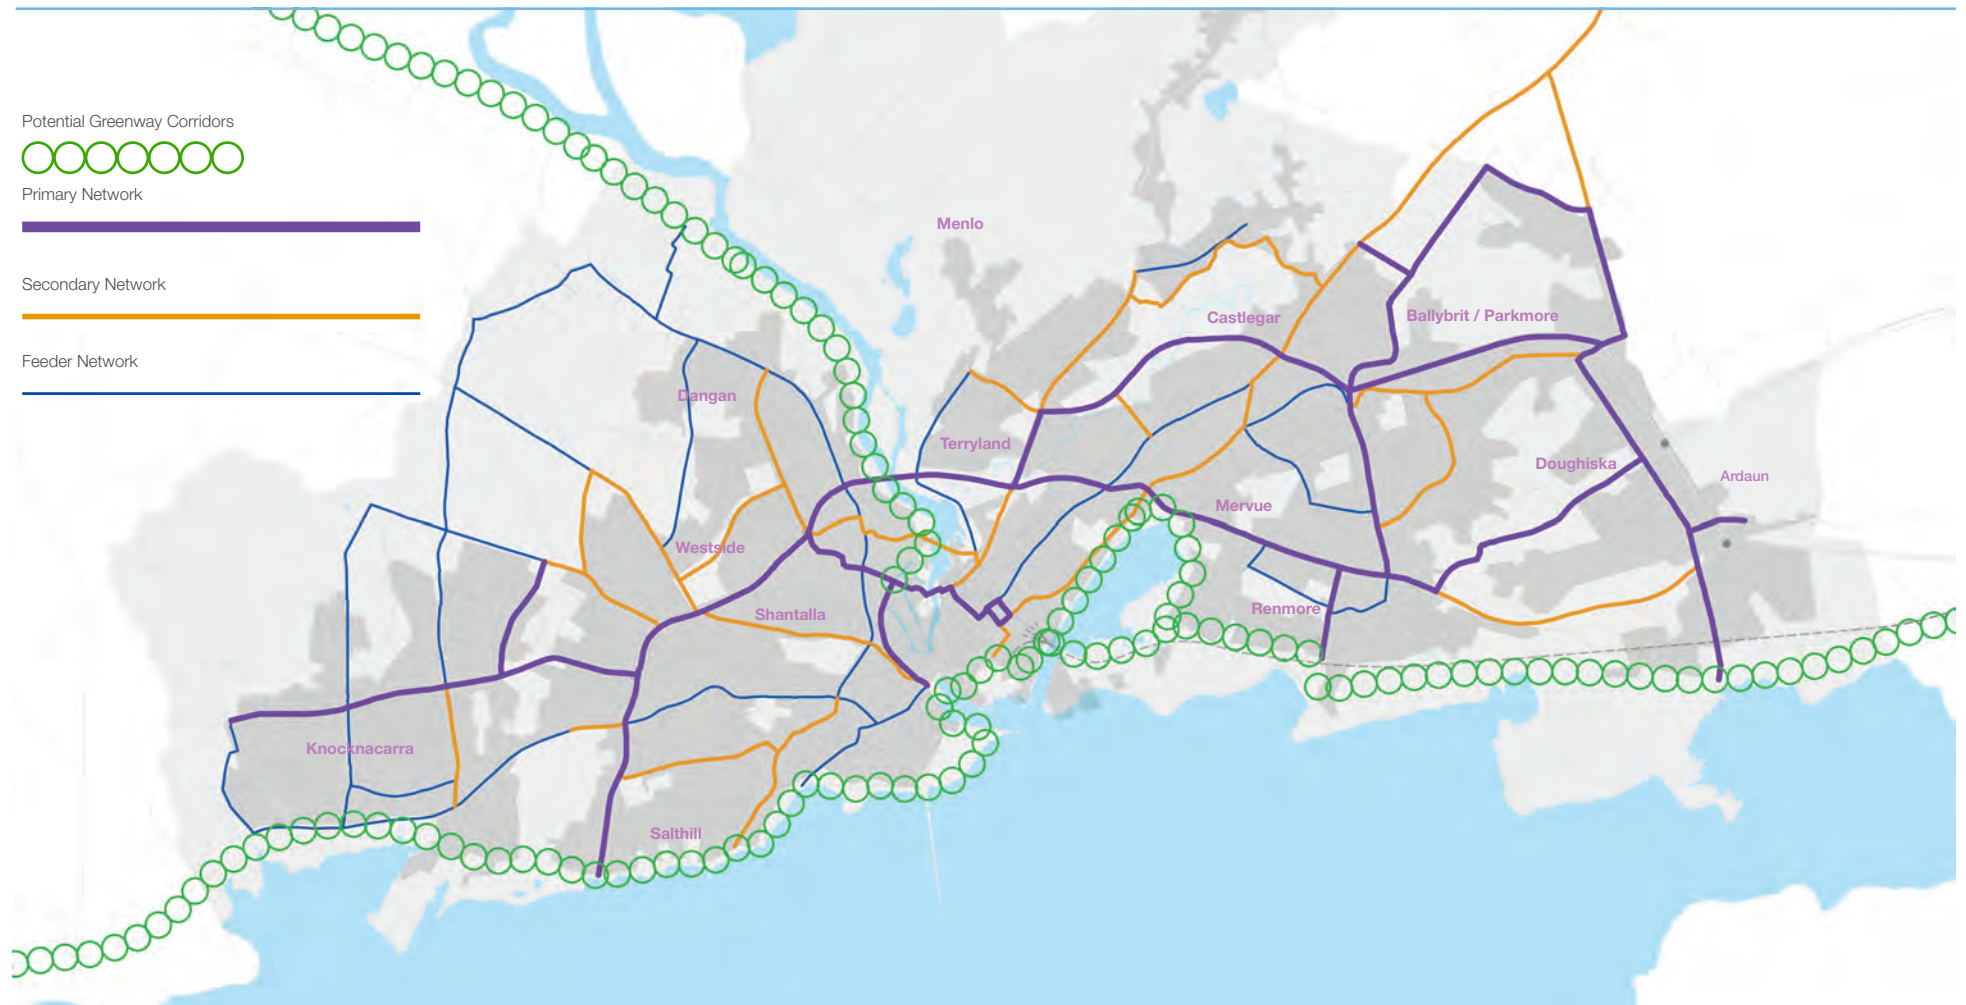 Potential Greenway Corridors
Primary Network
Secondary Network
Feeder Network
Menlo
Castlegar
Ballybrit / Parkmore
Dangan
Terryland
Doughiska
Ardaun
Mervue
Westside
Shantalla
Renmore
Knocknacarra
Salthill